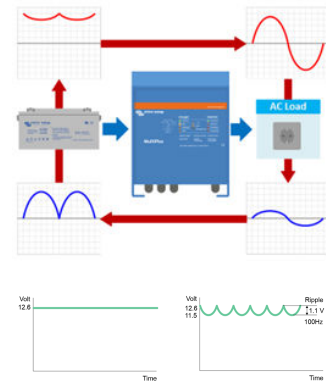 AC Load
MultiPlus
Volt
12.6
Time
Volt
12.6
11.5
Ripple
1.1 V
100Hz
Time